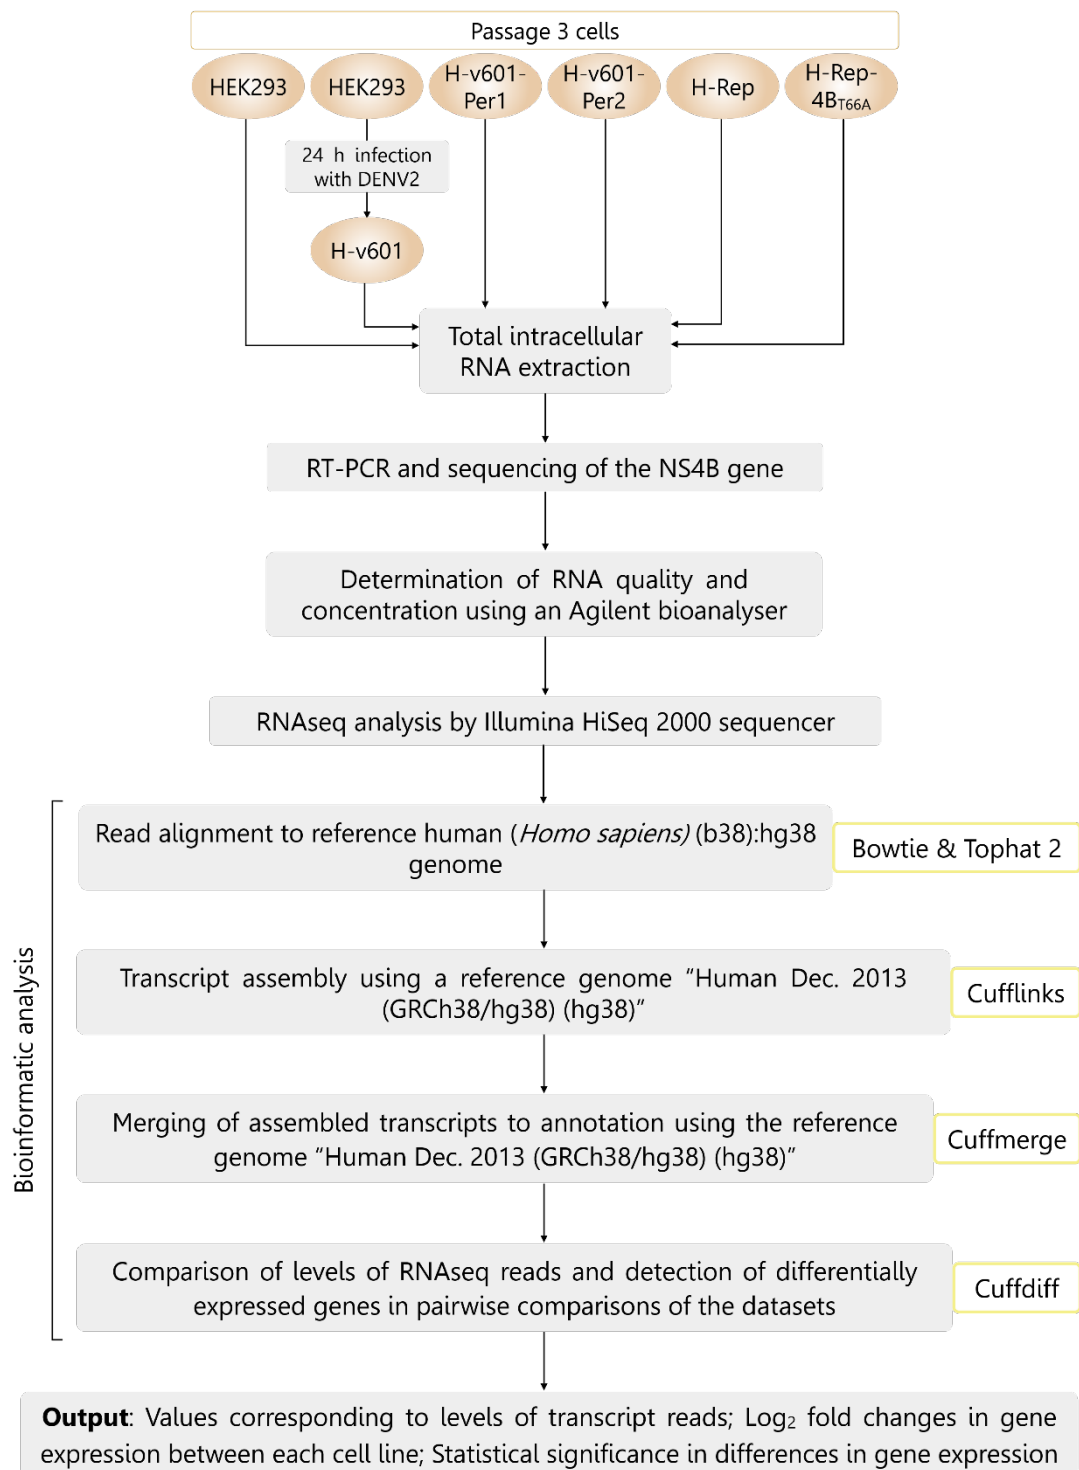 Passage 3 cells
HEK293
HEK293
H-v601-
Per1
H-v601-
Per2
H-Rep
H-Rep-
4BT66A
24 h infection
with DENV2
H-v601
Total intracellular
RNA extraction
RT-PCR and sequencing of the NS4B gene
Determination of RNA quality and
concentration using an Agilent bioanalyser
RNAseq analysis by Illumina HiSeq 2000 sequencer
Bioinformatic analysis
Read alignment to reference human (Homo sapiens) (b38):hg38
genome
Bowtie & Tophat 2
Transcript assembly using a reference genome “Human Dec. 2013
(GRCh38/hg38) (hg38)”
Cufflinks
Merging of assembled transcripts to annotation using the reference
genome “Human Dec. 2013 (GRCh38/hg38) (hg38)”
Cuffmerge
Comparison of levels of RNAseq reads and detection of differentially
expressed genes in pairwise comparisons of the datasets
Cuffdiff
Output: Values corresponding to levels of transcript reads; Log2 fold changes in gene
expression between each cell line; Statistical significance in differences in gene expression